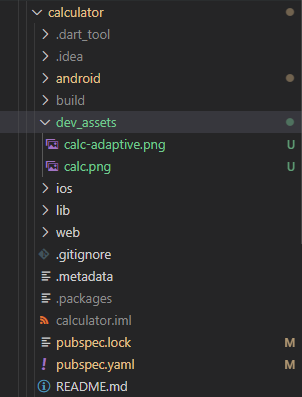 calculator
.dart_tool
.idea
android
build
dev_assets
calc-adaptive.png U
calc.png U
ios
lib
web
.gitignore
.metadata
.packages
calculator.iml
pubspec.lock M
pubspec.yaml M
README.md